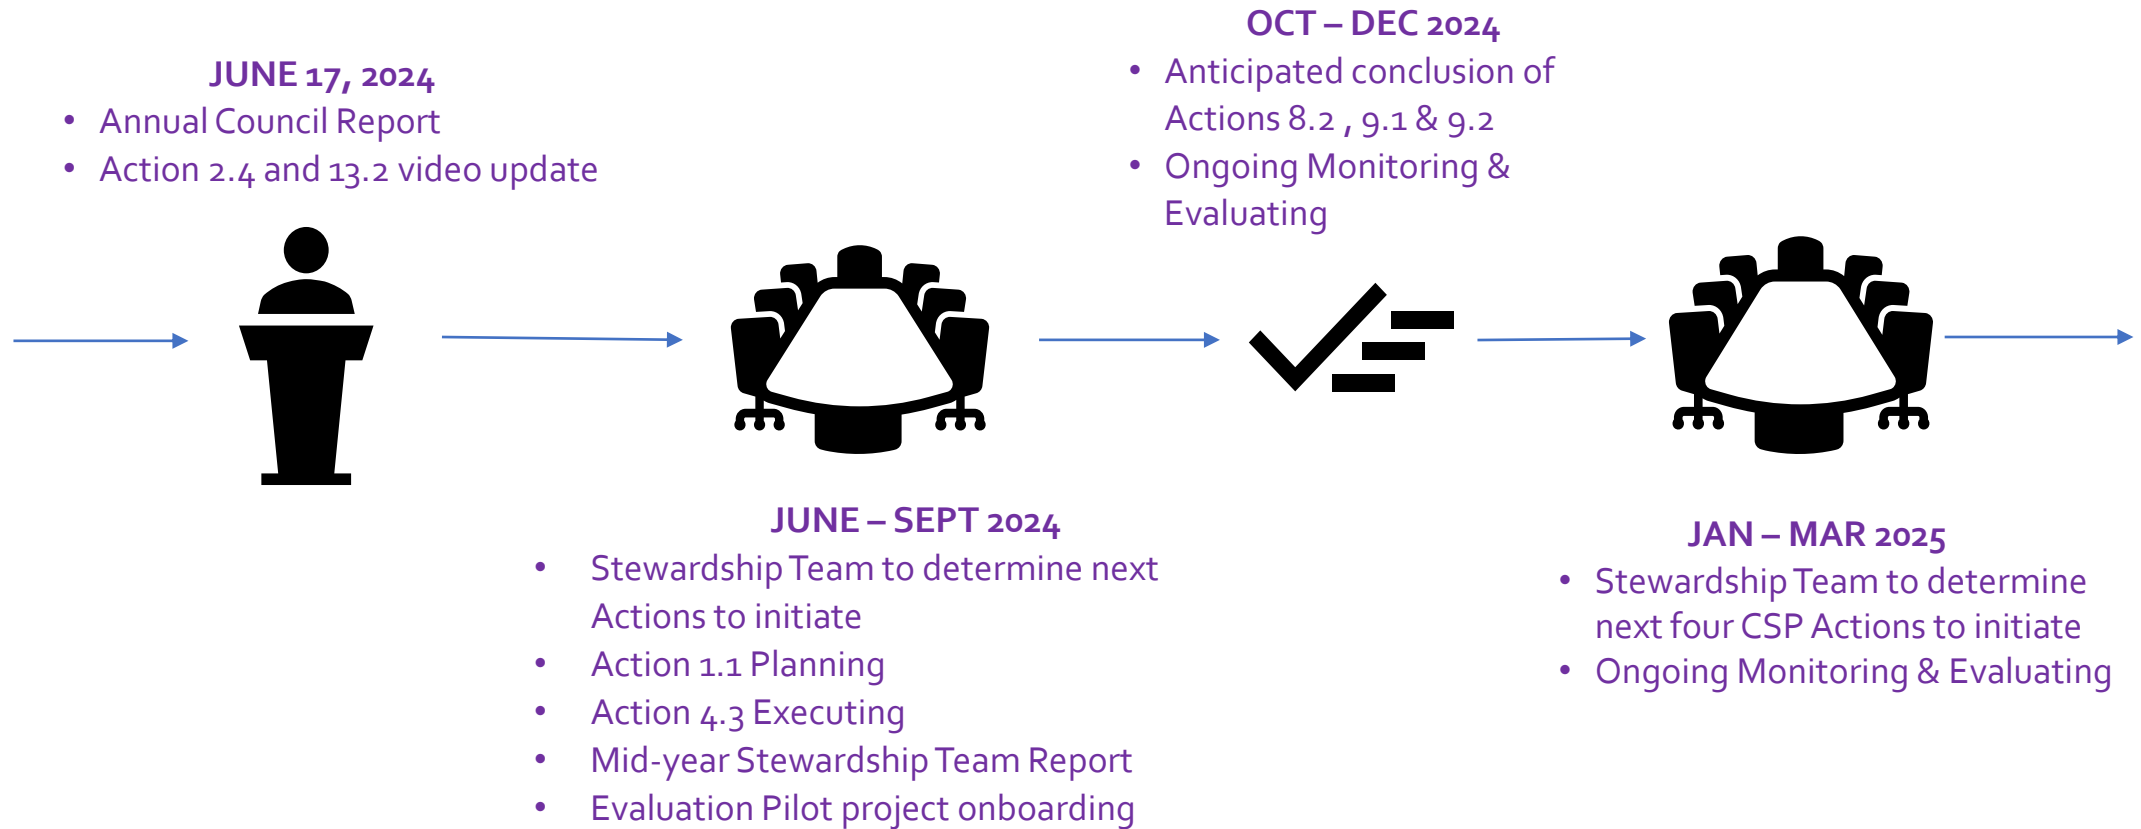 JUNE 17, 2024
• Annual Council Report
• Action 2.4 and 13.2 video update
JUNE – SEPT 2024
• Stewardship Team to determine next
Actions to initiate
• Action 1.1 Planning
• Action 4.3 Executing
• Mid-year Stewardship Team Report
• Evaluation Pilot project onboarding
OCT – DEC 2024
• Anticipated conclusion of
Actions 8.2 , 9.1 & 9.2
• Ongoing Monitoring &
Evaluating
JAN – MAR 2025
• Stewardship Team to determine
next four CSP Actions to initiate
• Ongoing Monitoring & Evaluating